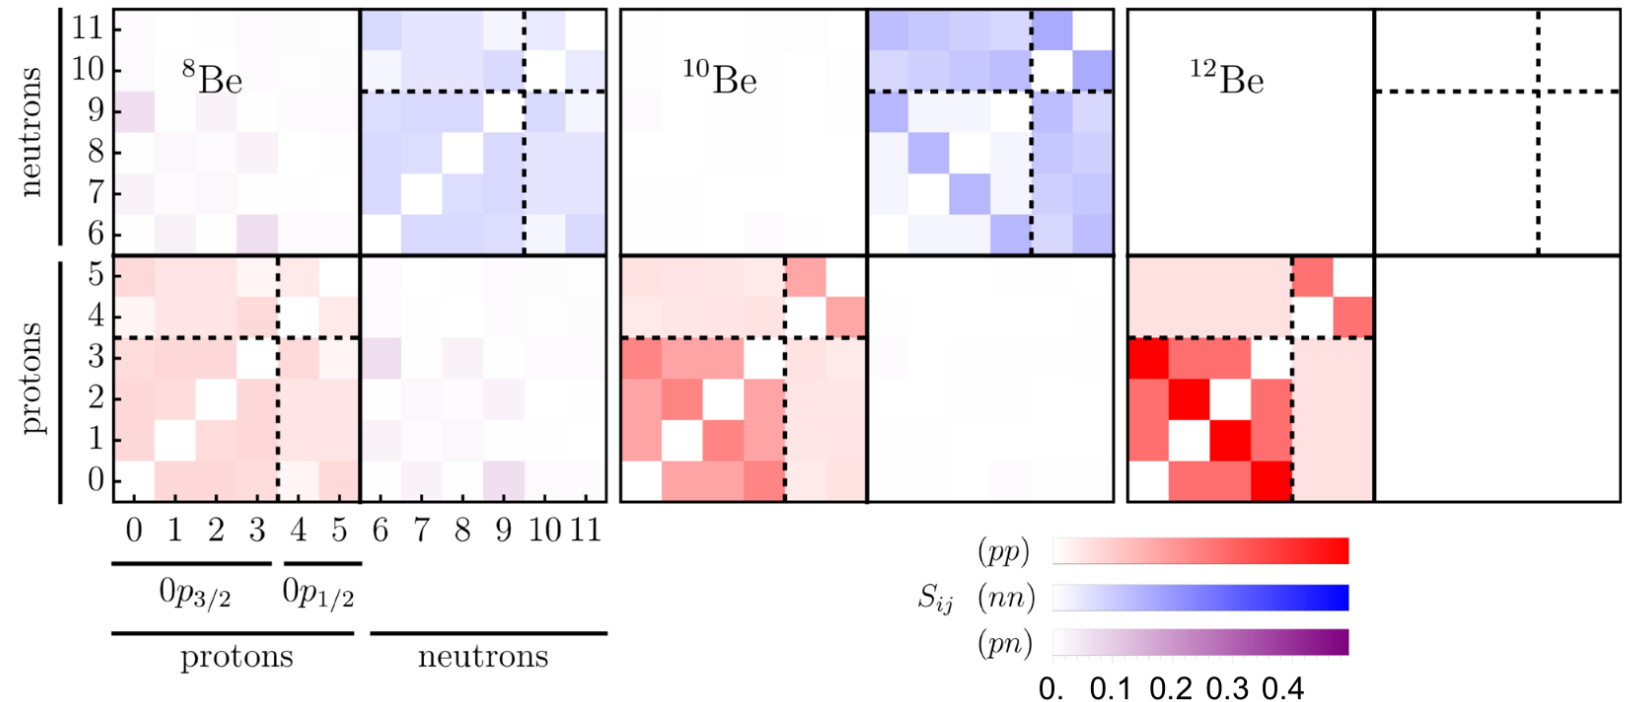 neutrons
11
10
9
8
7
6
⁸Be
¹⁰Be
¹²Be
protons
5
4
3
2
1
0
0 1 2 3 4 5 6 7 8 9 10 11
0p₃/₂ 0p₁/₂
protons neutrons
(pp)
Sᵢⱼ (nn)
(pn)
0. 0.1 0.2 0.3 0.4